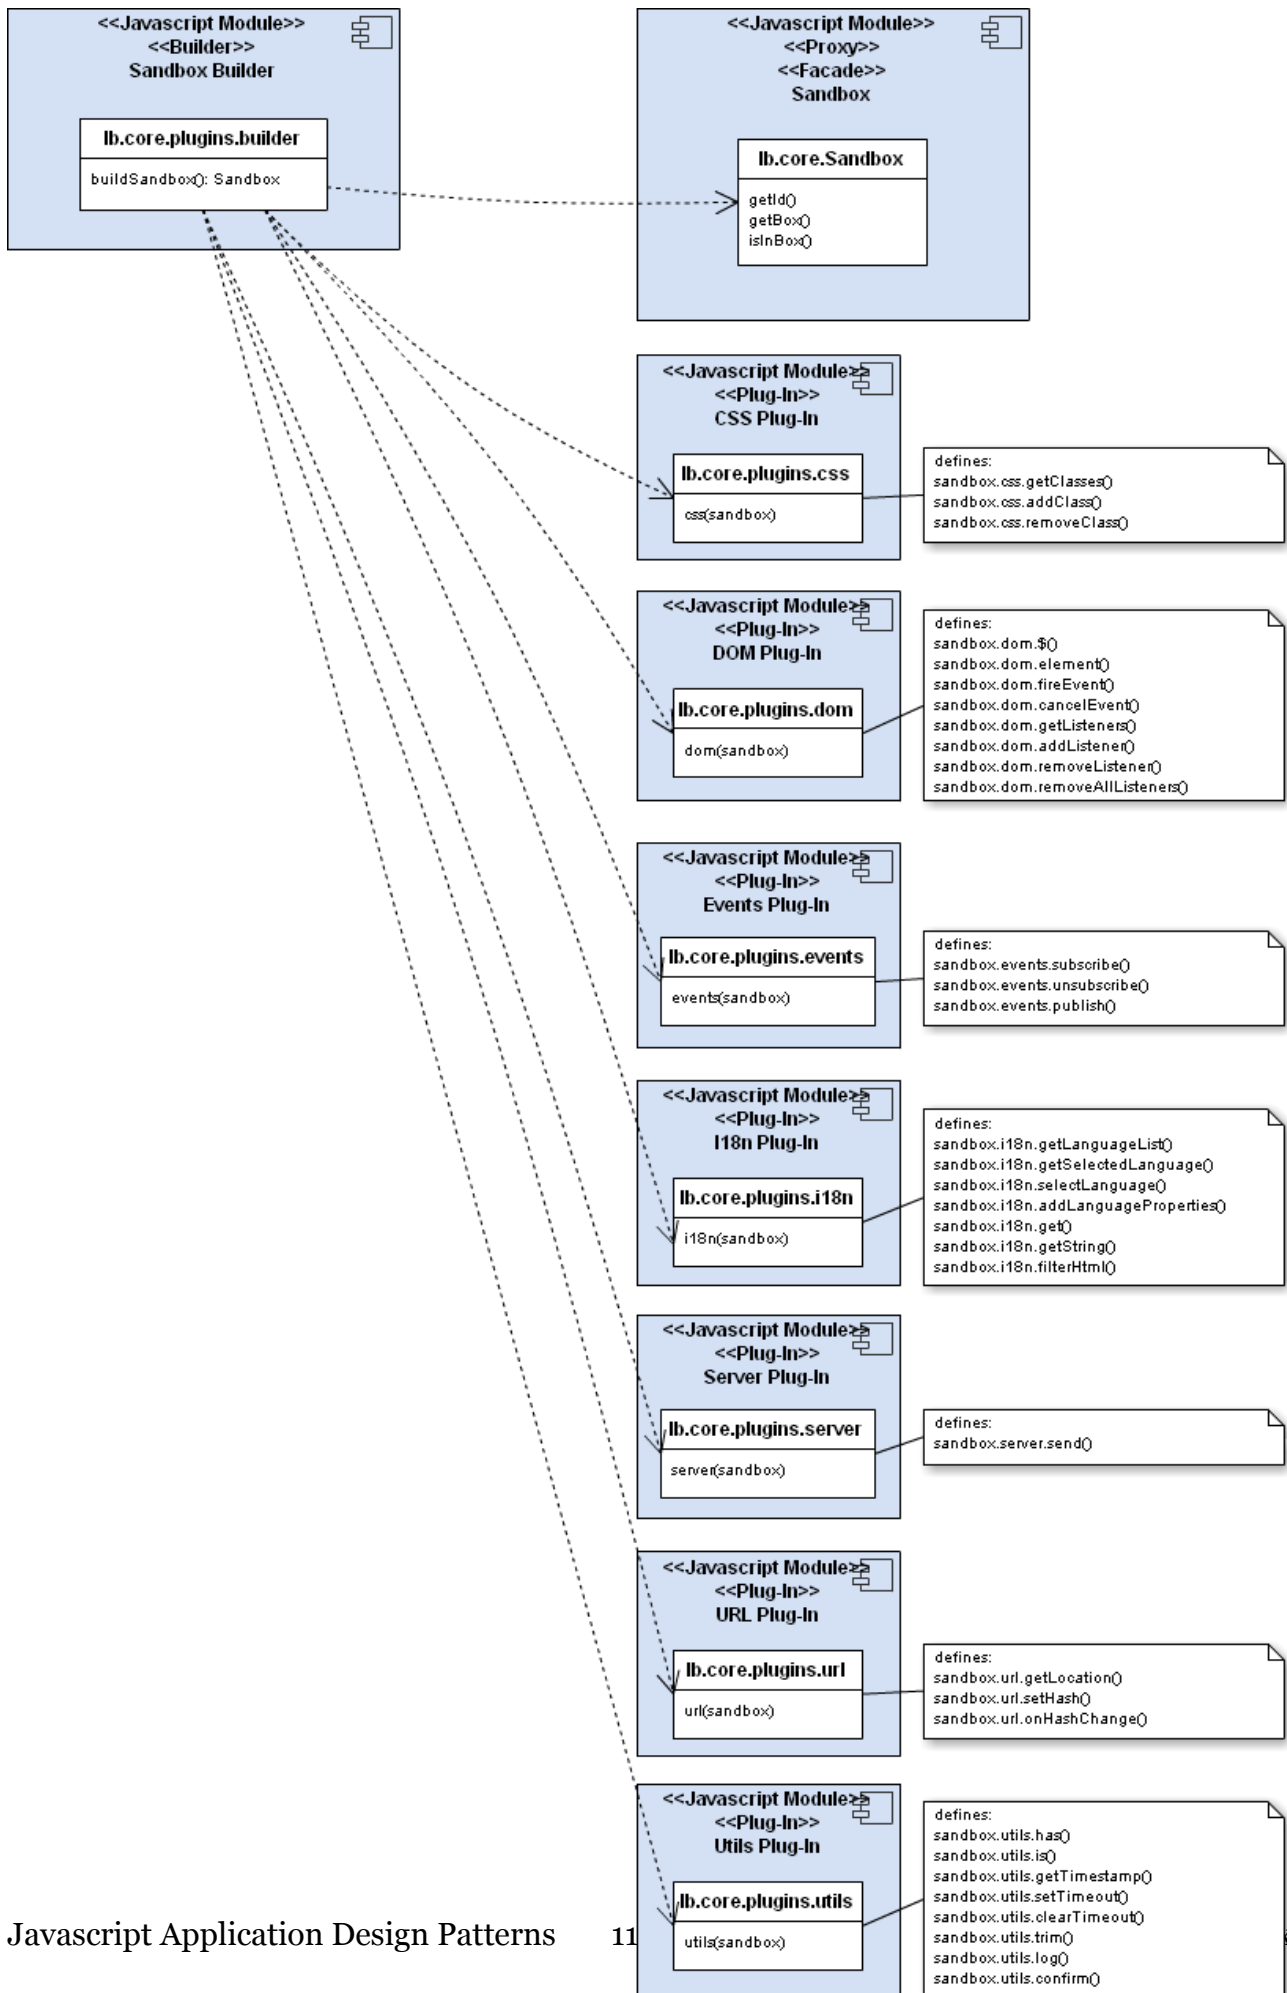 <<Javascript Module>>
<<Builder>>
Sandbox Builder
lb.core.plugins.builder
buildSandbox(): Sandbox
<<Javascript Module>>
<<Proxy>>
<<Facade>>
Sandbox
lb.core.Sandbox
getId()
getBox()
isInBox()
<<Javascript Module>>
<<Plug-In>>
CSS Plug-In
lb.core.plugins.css
css(sandbox)
defines:
sandbox.css.getClasses()
sandbox.css.addClass()
sandbox.css.removeClass()
<<Javascript Module>>
<<Plug-In>>
DOM Plug-In
lb.core.plugins.dom
dom(sandbox)
defines:
sandbox.dom.$()
sandbox.dom.element()
sandbox.dom.fireEvent()
sandbox.dom.cancelEvent()
sandbox.dom.getListeners()
sandbox.dom.addListener()
sandbox.dom.removeListener()
sandbox.dom.removeAllListeners()
<<Javascript Module>>
<<Plug-In>>
Events Plug-In
lb.core.plugins.events
events(sandbox)
defines:
sandbox.events.subscribe()
sandbox.events.unsubscribe()
sandbox.events.publish()
<<Javascript Module>>
<<Plug-In>>
I18n Plug-In
lb.core.plugins.i18n
i18n(sandbox)
defines:
sandbox.i18n.getLanguageList()
sandbox.i18n.getSelectedLanguage()
sandbox.i18n.selectLanguage()
sandbox.i18n.addLanguageProperties()
sandbox.i18n.get()
sandbox.i18n.getString()
sandbox.i18n.filterHtml()
<<Javascript Module>>
<<Plug-In>>
Server Plug-In
lb.core.plugins.server
server(sandbox)
defines:
sandbox.server.send()
<<Javascript Module>>
<<Plug-In>>
URL Plug-In
lb.core.plugins.url
url(sandbox)
defines:
sandbox.url.getLocation()
sandbox.url.setHash()
sandbox.url.onHashChange()
<<Javascript Module>>
<<Plug-In>>
Utils Plug-In
lb.core.plugins.utils
utils(sandbox)
defines:
sandbox.utils.has()
sandbox.utils.is()
sandbox.utils.getTimestamp()
sandbox.utils.setTimeout()
sandbox.utils.clearTimeout()
sandbox.utils.trim()
sandbox.utils.log()
sandbox.utils.confirm()
Javascript Application Design Patterns 11